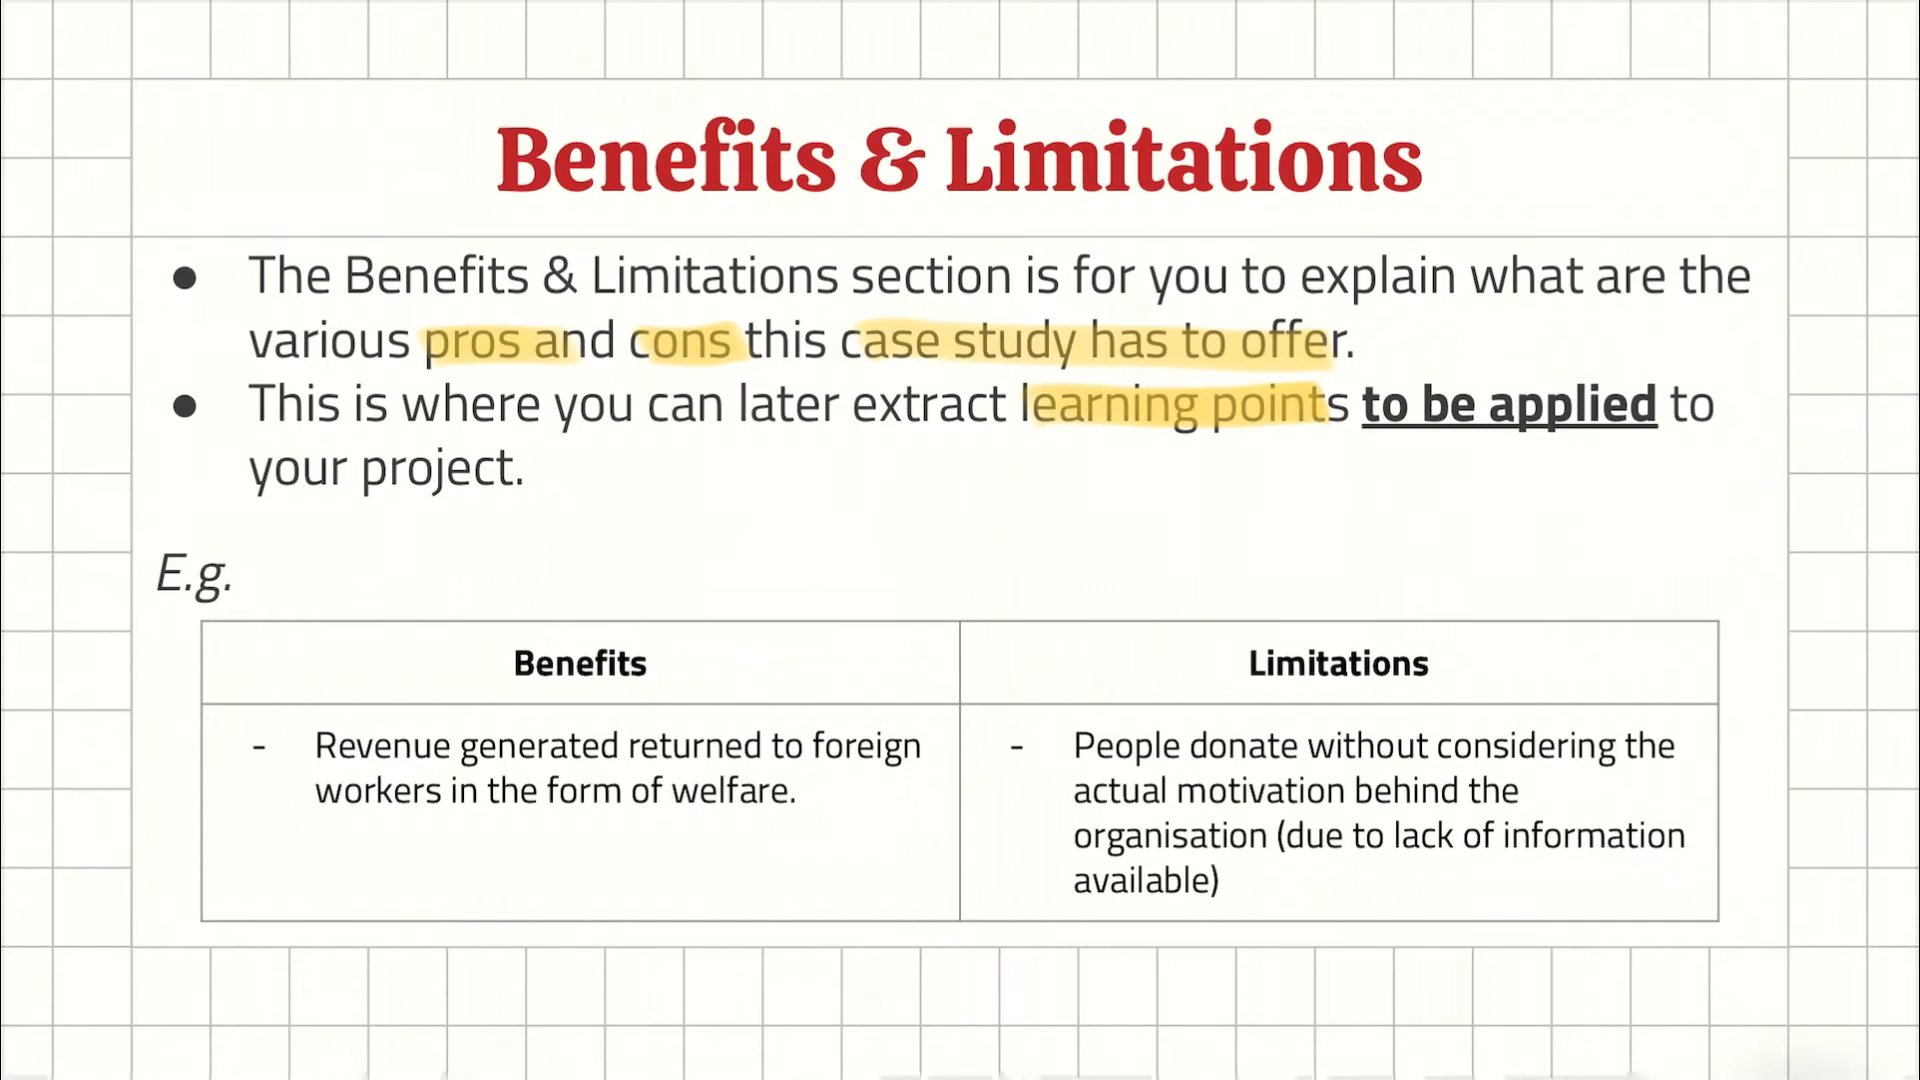 Benefits & Limitations
● The Benefits & Limitations section is for you to explain what are the
various pros and cons this case study has to offer.
● This is where you can later extract learning points to be applied to
your project.
E.g.
Benefits
Limitations
- Revenue generated returned to foreign
workers in the form of welfare.
- People donate without considering the
actual motivation behind the
organisation (due to lack of information
available)